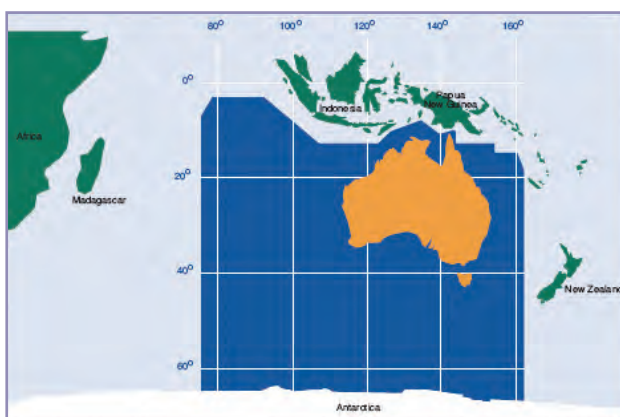 80° 100° 120° 140° 160°
0°
Papua
New Guinea
Indonesia
Africa
20°
Madagascar
40°
New Zealand
60°
Antarctica